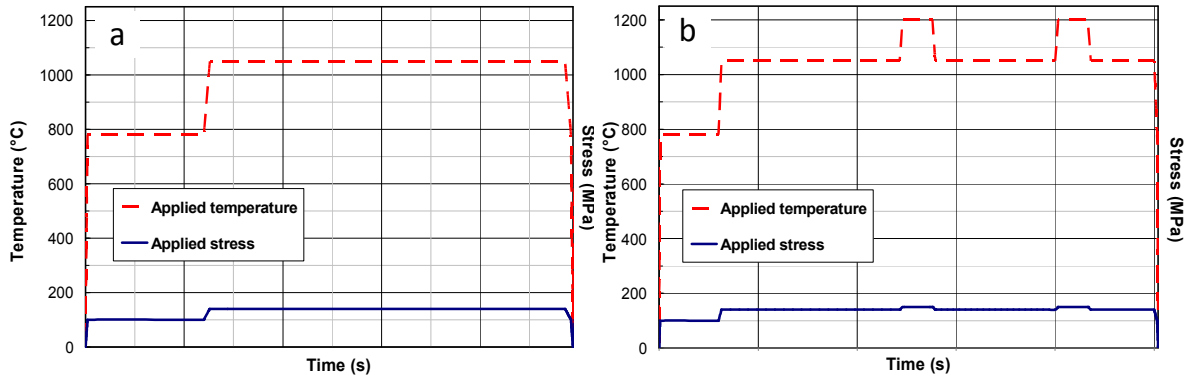 a
1200
1000
800
600
400
200
0
Temperature (°C)
Applied temperature
Applied stress
Stress (MPa)
Time (s)
b
1200
1000
800
600
400
200
0
Temperature (°C)
Applied temperature
Applied stress
Stress (MPa)
Time (s)